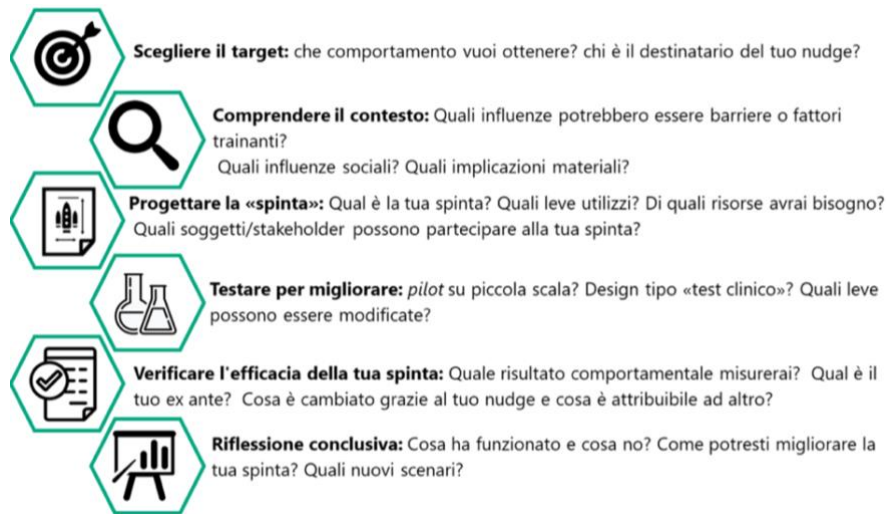 Scegliere il target: che comportamento vuoi ottenere? chi è il destinatario del tuo nudge?
Comprendere il contesto: Quali influenze potrebbero essere barriere o fattori
trainanti?
Quali influenze sociali? Quali implicazioni materiali?
Progettare la «spinta»: Qual è la tua spinta? Quali leve utilizzi? Di quali risorse avrai bisogno?
Quali soggetti/stakeholder possono partecipare alla tua spinta?
Testare per migliorare: pilot su piccola scala? Design tipo «test clinico»? Quali leve
possono essere modificate?
Verificare l'efficacia della tua spinta: Quale risultato comportamentale misurerai? Qual è il
tuo ex ante? Cosa è cambiato grazie al tuo nudge e cosa è attribuibile ad altro?
Riflessione conclusiva: Cosa ha funzionato e cosa no? Come potresti migliorare la
tua spinta? Quali nuovi scenari?